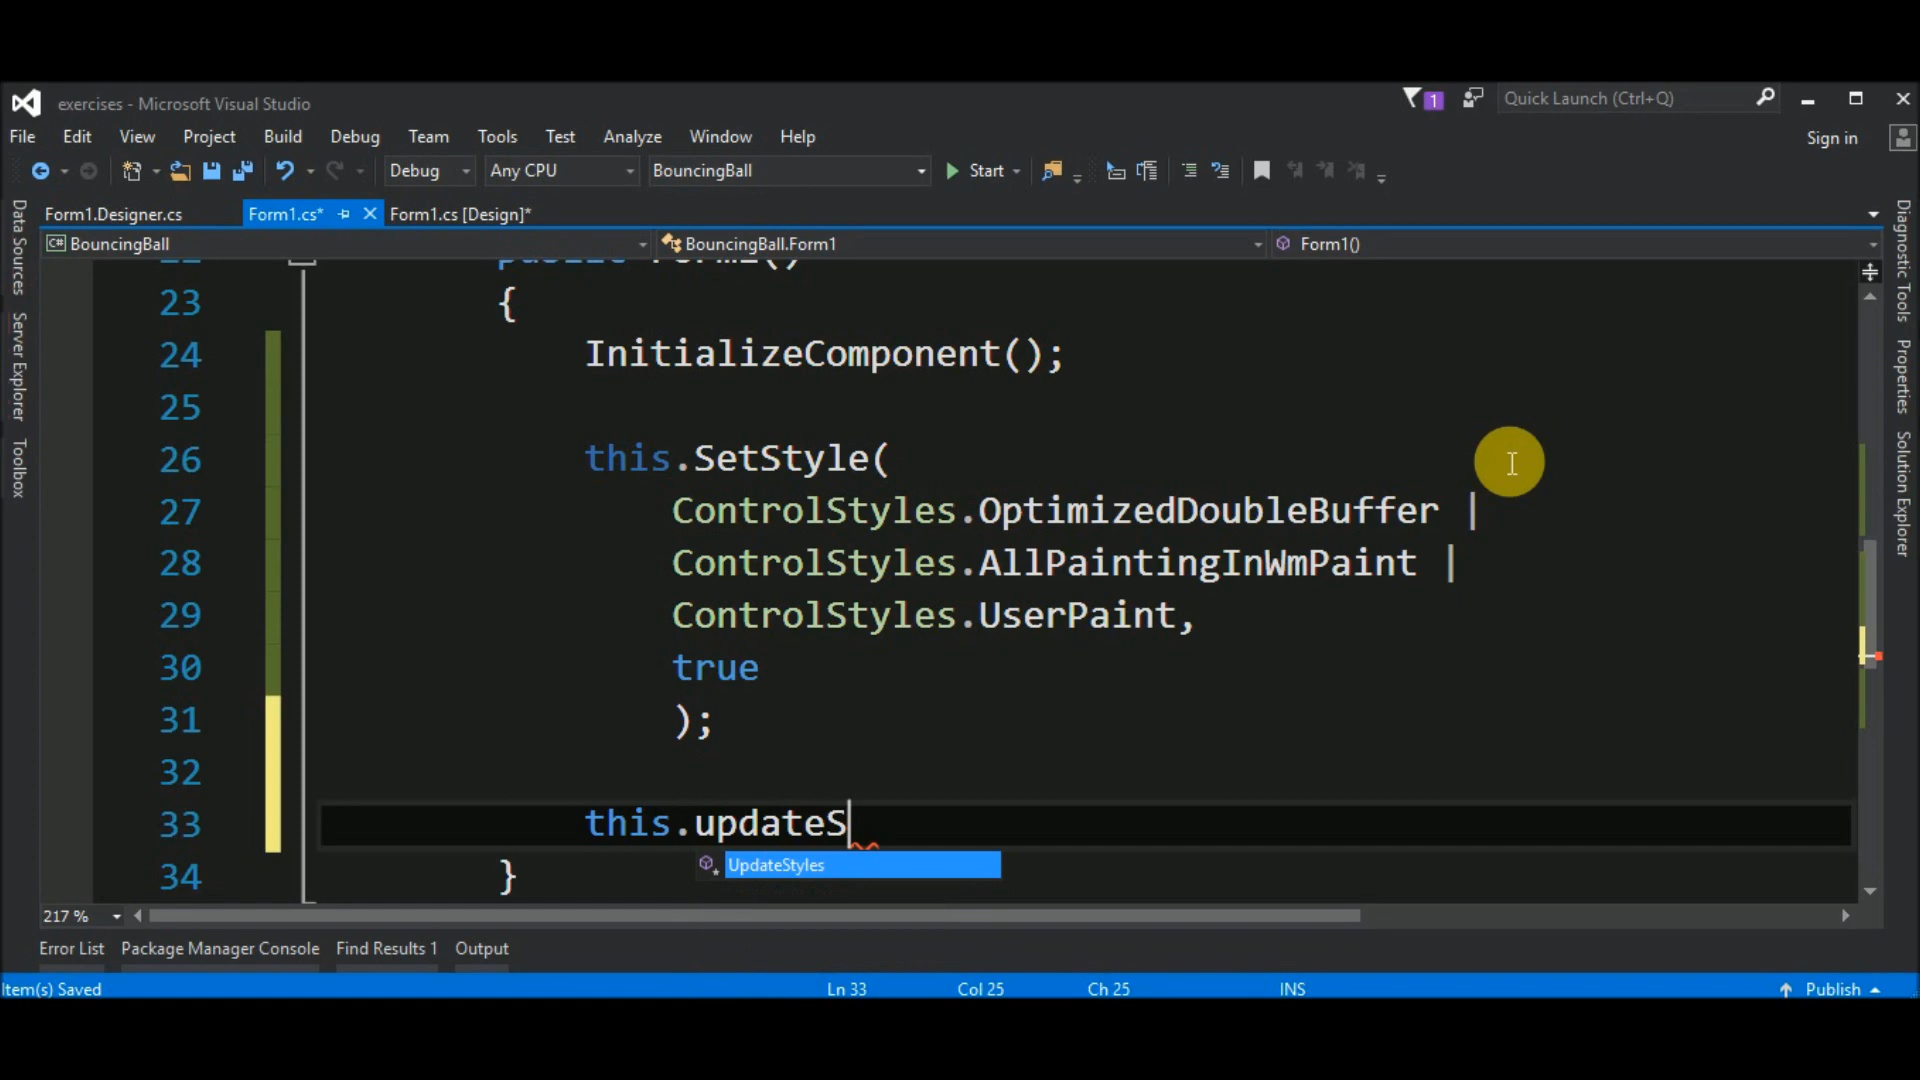 exercises - Microsoft Visual Studio
1
Quick Launch (Ctrl+Q)
File Edit View Project Build Debug Team Tools Test Analyze Window Help
Sign in
Debug Any CPU BouncingBall Start
Form1.Designer.cs Form1.cs* Form1.cs [Design]*
C# BouncingBall BouncingBall.Form1 Form1()
Data Sources
Server Explorer
Toolbox
Diagnostic Tools
Properties
Solution Explorer
23 {
24 InitializeComponent();
25
26 this.SetStyle(
27 ControlStyles.OptimizedDoubleBuffer |
28 ControlStyles.AllPaintingInWmPaint |
29 ControlStyles.UserPaint,
30 true
31 );
32
33 this.updateS
UpdateStyles
34 }
217 %
Error List Package Manager Console Find Results 1 Output
Item(s) Saved Ln 33 Col 25 Ch 25 INS Publish